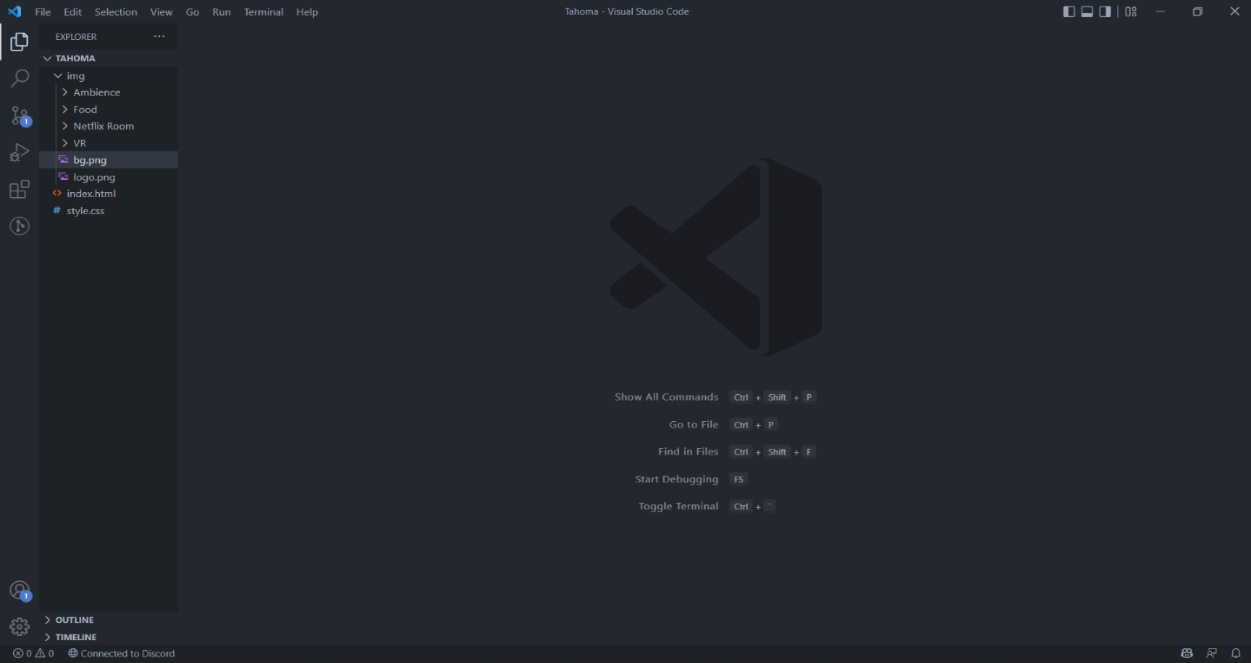 File Edit Selection View Go Run Terminal Help
Tahoma - Visual Studio Code
EXPLORER
TAHOMA
img
Ambience
Food
Netflix Room
VR
bg.png
logo.png
index.html
# style.css
1
Show All Commands Ctrl + Shift + P
Go to File Ctrl + P
Find in Files Ctrl + Shift + F
Start Debugging F5
Toggle Terminal Ctrl + `
1
OUTLINE
TIMELINE
0 0 Connected to Discord